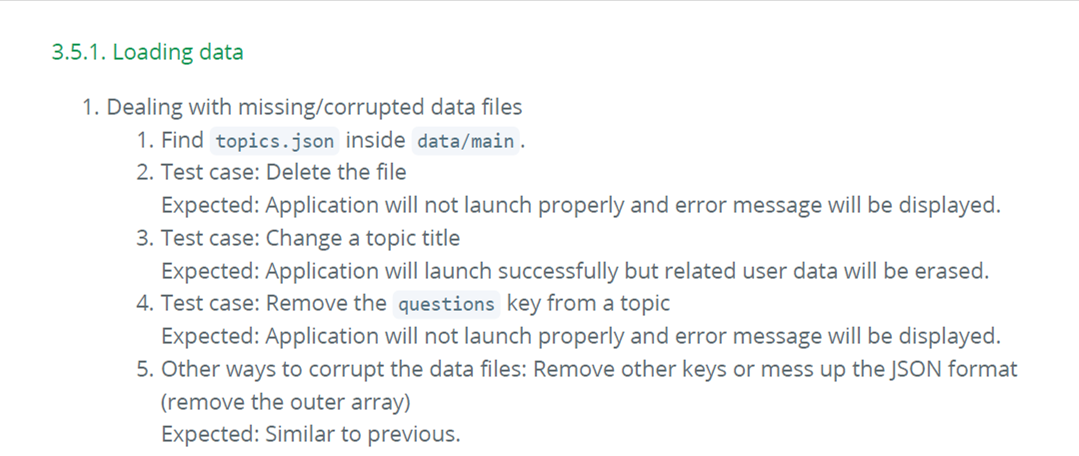 3.5.1. Loading data
1. Dealing with missing/corrupted data files
1. Find topics.json inside data/main.
2. Test case: Delete the file
Expected: Application will not launch properly and error message will be displayed.
3. Test case: Change a topic title
Expected: Application will launch successfully but related user data will be erased.
4. Test case: Remove the questions key from a topic
Expected: Application will not launch properly and error message will be displayed.
5. Other ways to corrupt the data files: Remove other keys or mess up the JSON format
(remove the outer array)
Expected: Similar to previous.